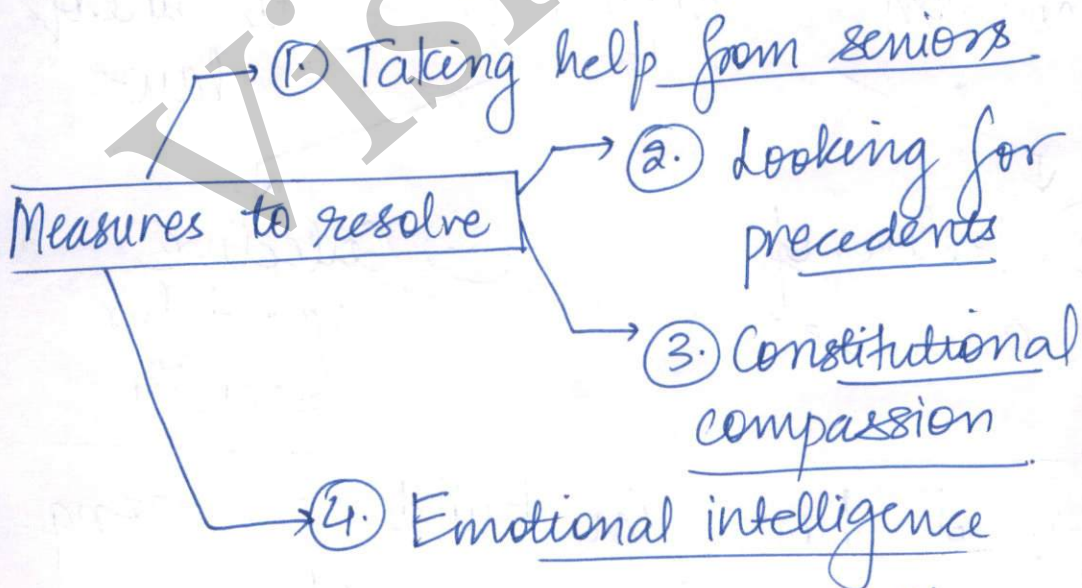 1. Taking help from seniors
2. Looking for
precedents
Measures to resolve
3. Constitutional
compassion
4. Emotional intelligence